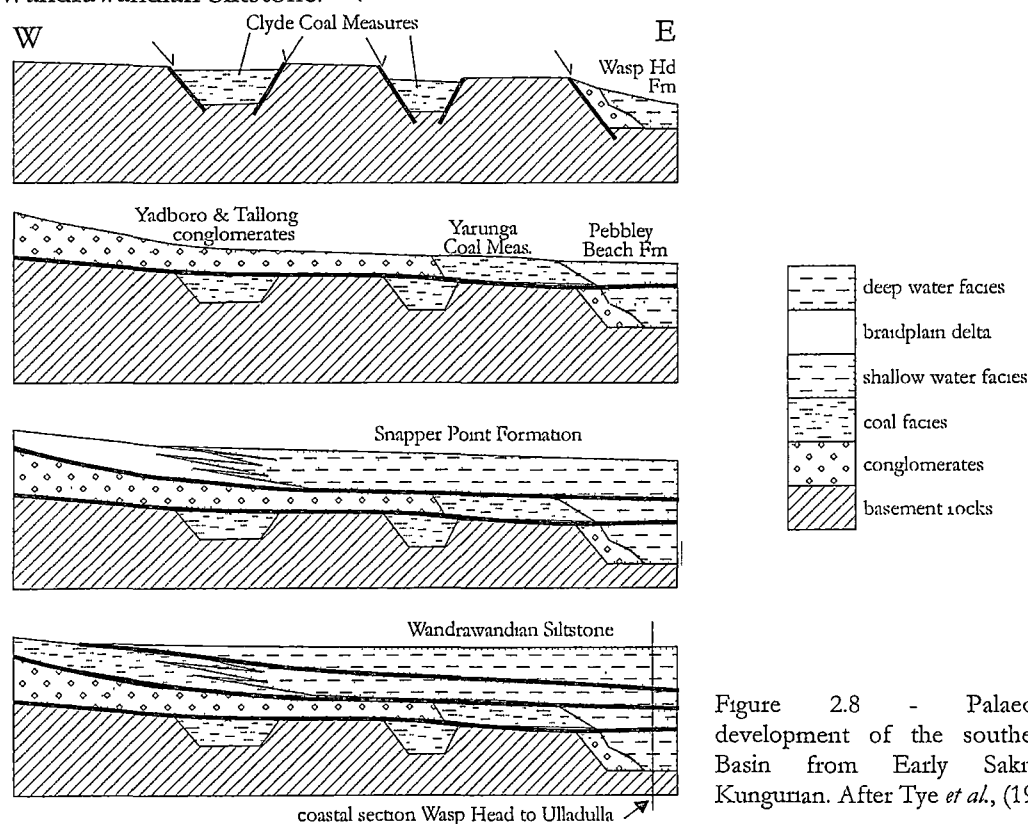 Wandrawandian Siltstone.
Clyde Coal Measures
W
E
Wasp Hd
Fm
Yadboro & Tallong
conglomerates
Yarunga
Coal Meas.
Pebbley
Beach Fm
Snapper Point Formation
Wandrawandian Siltstone
coastal section Wasp Head to Ulladulla
deep water facies
braidplain delta
shallow water facies
coal facies
conglomerates
basement rocks
Figure 2.8 - Palaeo
development of the southe
Basin from Early Sakm
Kungurian. After Tye et al., (19